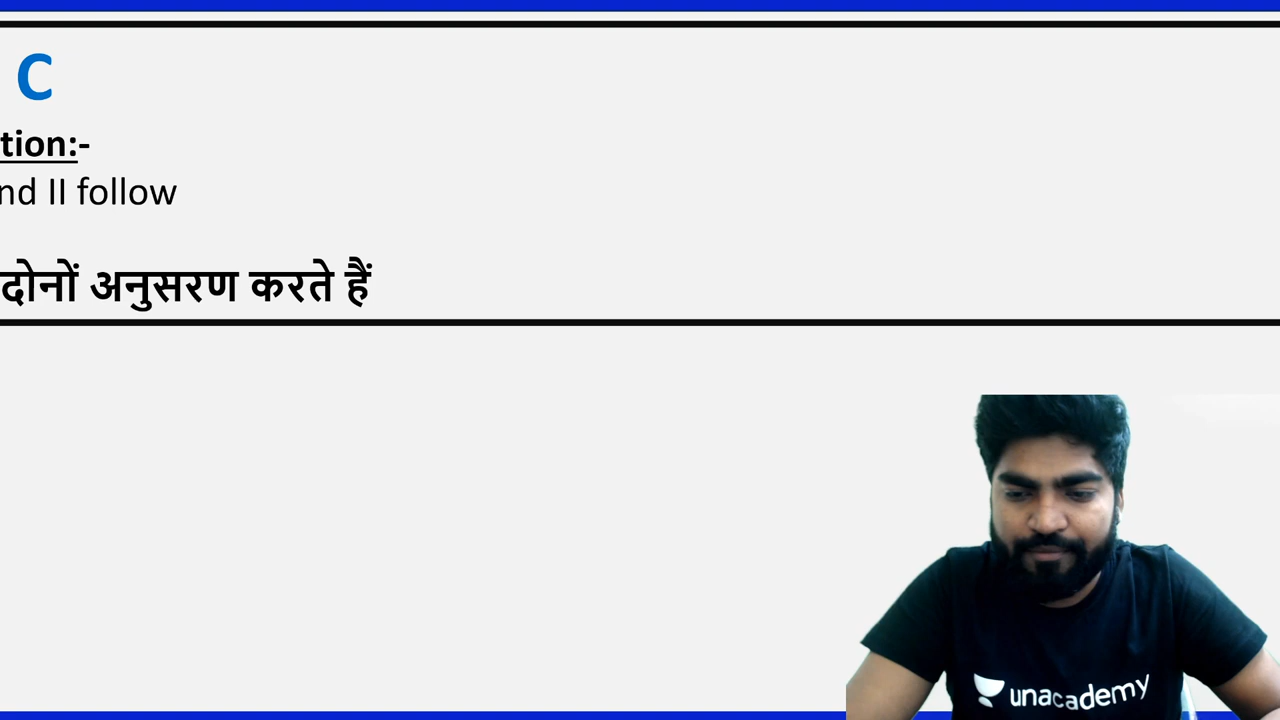 C
tion:-
nd II follow
दोनों अनुसरण करते हैं
unacademy